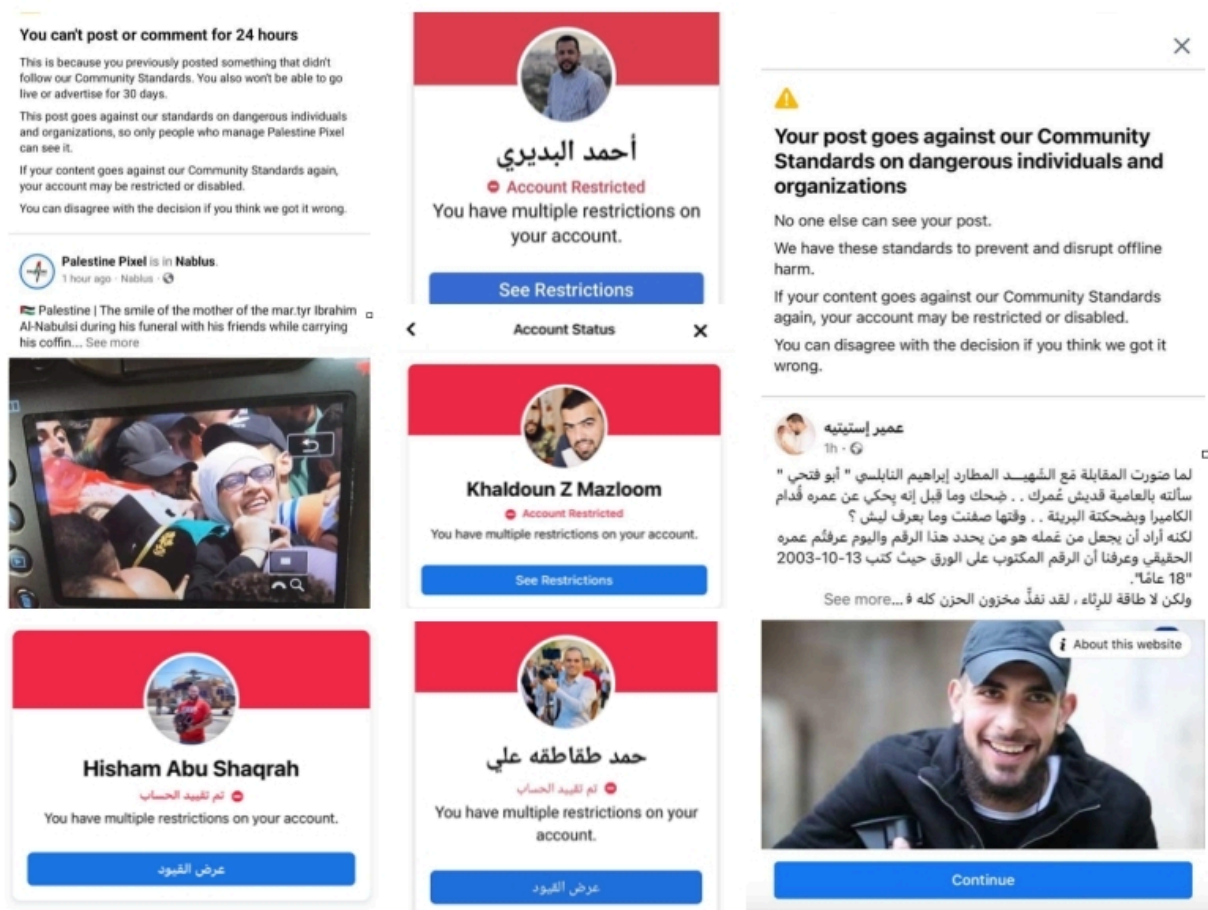 You can't post or comment for 24 hours
This is because you previously posted something that didn't
follow our Community Standards. You also won't be able to go
live or advertise for 30 days.
This post goes against our standards on dangerous individuals
and organizations, so only people who manage Palestine Pixel
can see it.
If your content goes against our Community Standards again,
your account may be restricted or disabled.
You can disagree with the decision if you think we got it wrong.
Palestine Pixel is in Nablus.
1 hour ago · Nablus ·
🇵🇸 Palestine | The smile of the mother of the mar.tyr Ibrahim
Al-Nabulsi during his funeral with his friends while carrying
his coffin... See more
أحمد البديري
Account Restricted
You have multiple restrictions on
your account.
See Restrictions
Account Status
Khaldoun Z Mazloom
Account Restricted
You have multiple restrictions on your account.
See Restrictions
Your post goes against our Community
Standards on dangerous individuals and
organizations
No one else can see your post.
We have these standards to prevent and disrupt offline
harm.
If your content goes against our Community Standards
again, your account may be restricted or disabled.
You can disagree with the decision if you think we got it
wrong.
عمير إستيتيه
1h ·
لما صَورت المقابلة مَع الشّهيـــد المطارد إبراهيم النابلسي " أبو فتحي "
سألته بالعامية قديش عُمرك . . ضِحك وما قِبل إنه يحكي عن عمره قُدام
الكاميرا وبضحكتة البريئة . . وقتها صفنت وما بعرف ليش ؟
لكنه أراد أن يجعل من عَمله هو من يحدد هذا الرقم واليوم عرفتُم عمره
الحقيقي وعرفنا أن الرقم المكتوب على الورق حيث كتب 13-10-2003
"18 عامًا".
ولكن لا طاقة للرِثَاء ، لقد نفذَّ مخزون الحزن كله ف... See more
About this website
Continue
Hisham Abu Shaqrah
تم تقييد الحساب
You have multiple restrictions on your account.
عرض القيود
حمد طقاطقه علي
تم تقييد الحساب
You have multiple restrictions on your
account.
عرض القيود